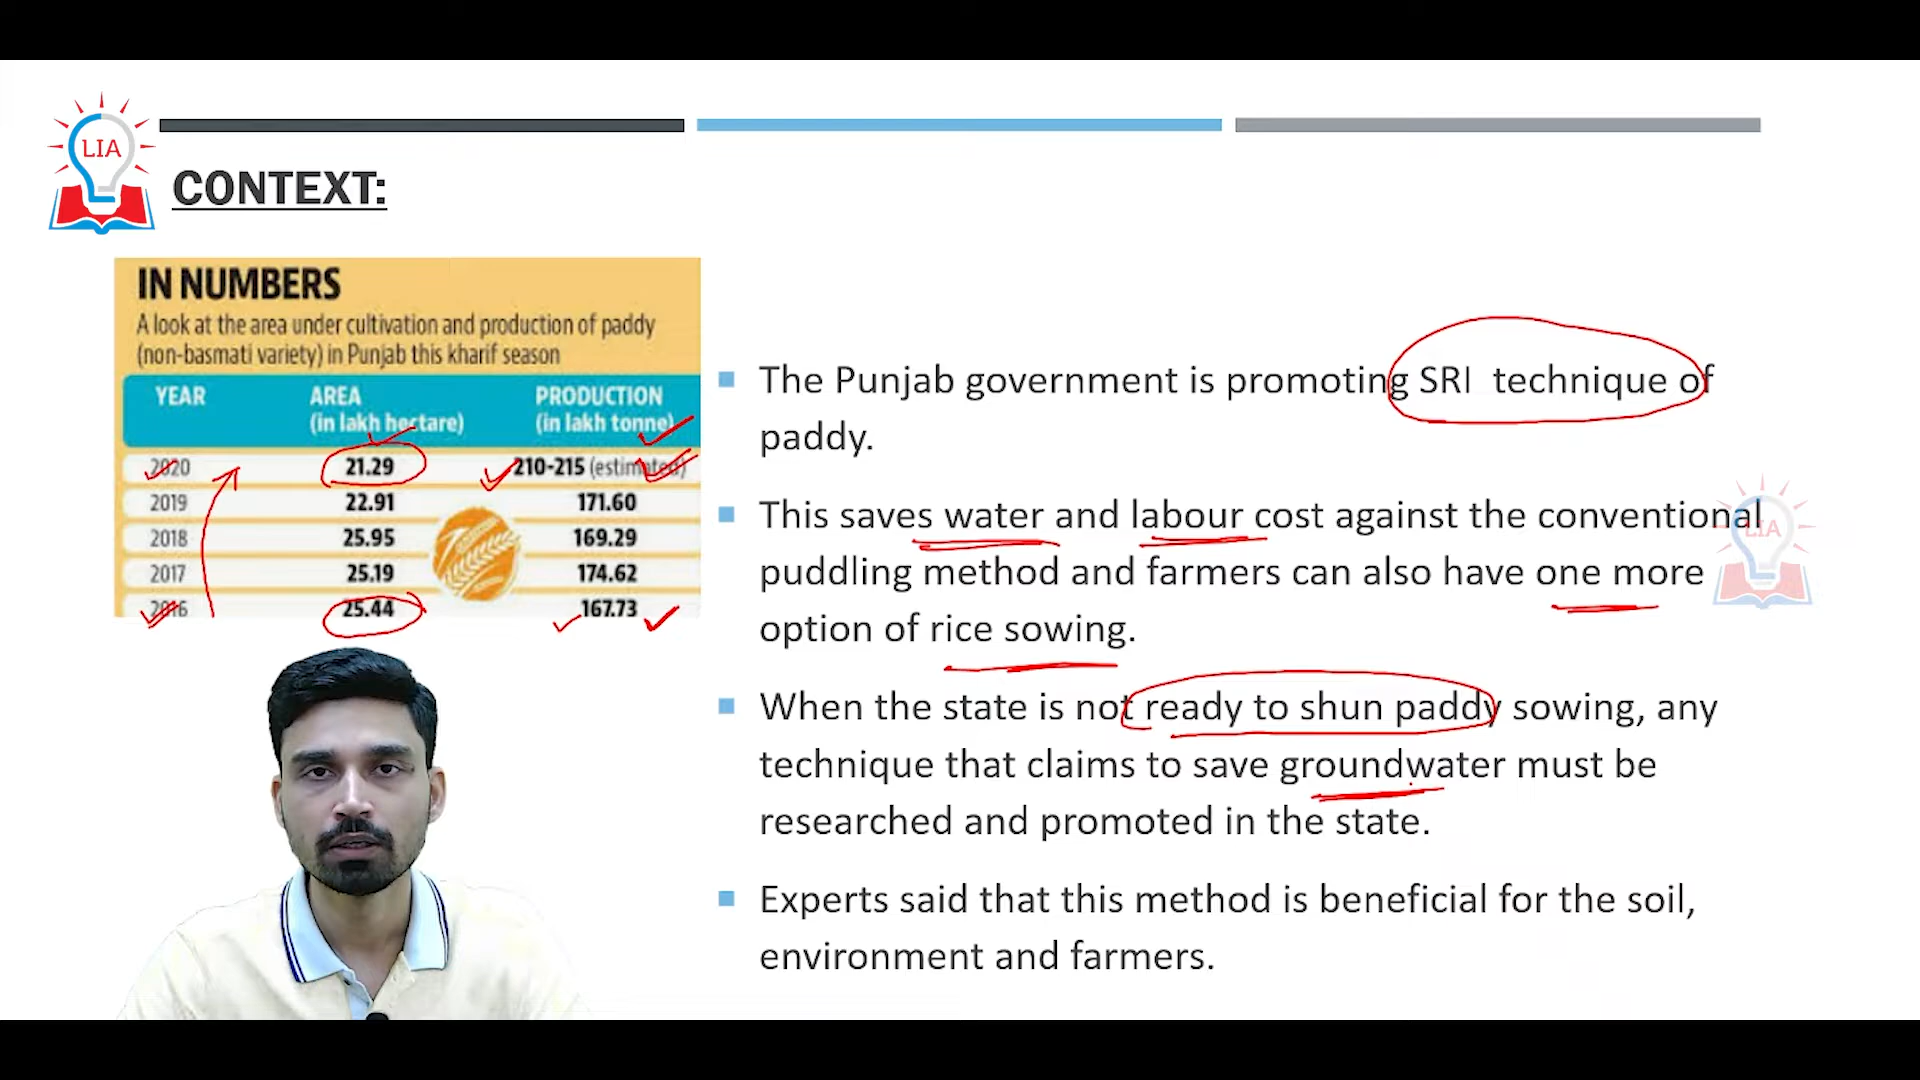 LIA
CONTEXT:
IN NUMBERS
A look at the area under cultivation and production of paddy
(non-basmati variety) in Punjab this kharif season
YEAR AREA PRODUCTION
(in lakh hectare) (in lakh tonne)
2020 21.29 210-215 (estimated)
2019 22.91 171.60
2018 25.95 169.29
2017 25.19 174.62
2016 25.44 167.73
The Punjab government is promoting SRI technique of
paddy.
This saves water and labour cost against the conventional
puddling method and farmers can also have one more
option of rice sowing.
When the state is not ready to shun paddy sowing, any
technique that claims to save groundwater must be
researched and promoted in the state.
Experts said that this method is beneficial for the soil,
environment and farmers.
LIA